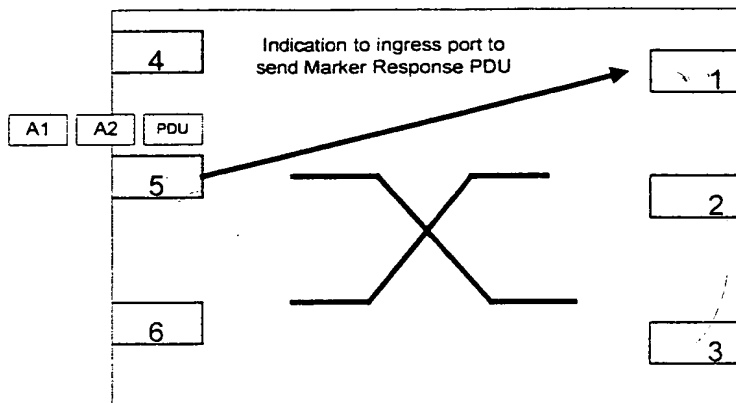 4
Indication to ingress port to
send Marker Response PDU
1
A1 A2 PDU
5
2
6
3